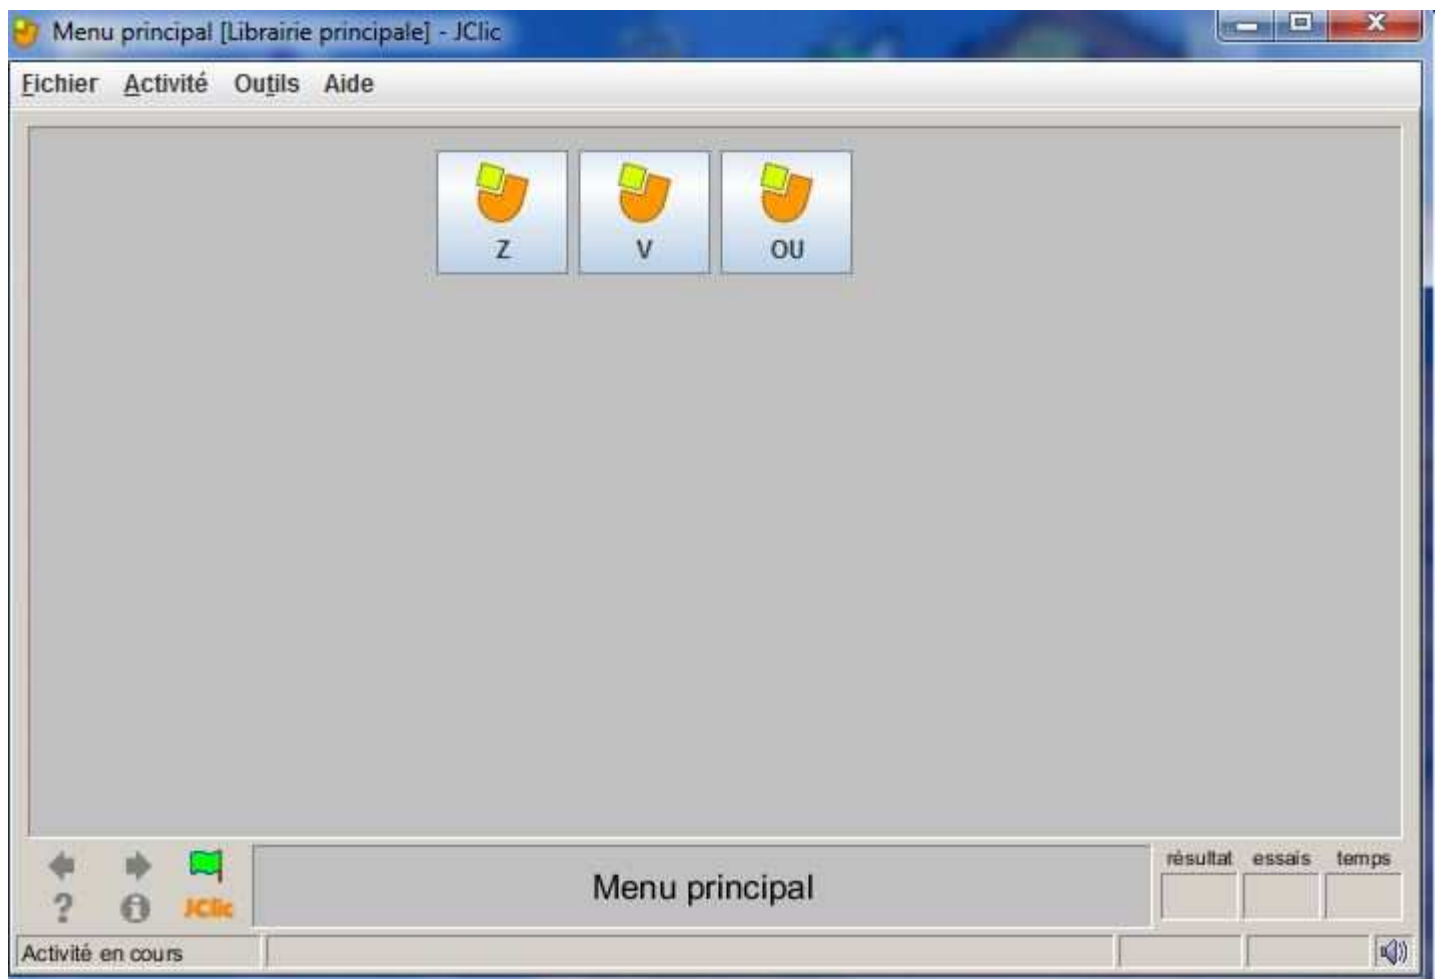 Menu principal [Librairie principale] - JClic
Fichier Activité Outils Aide
Z V OU
résultat essais temps
Menu principal
? i JClic
Activité en cours